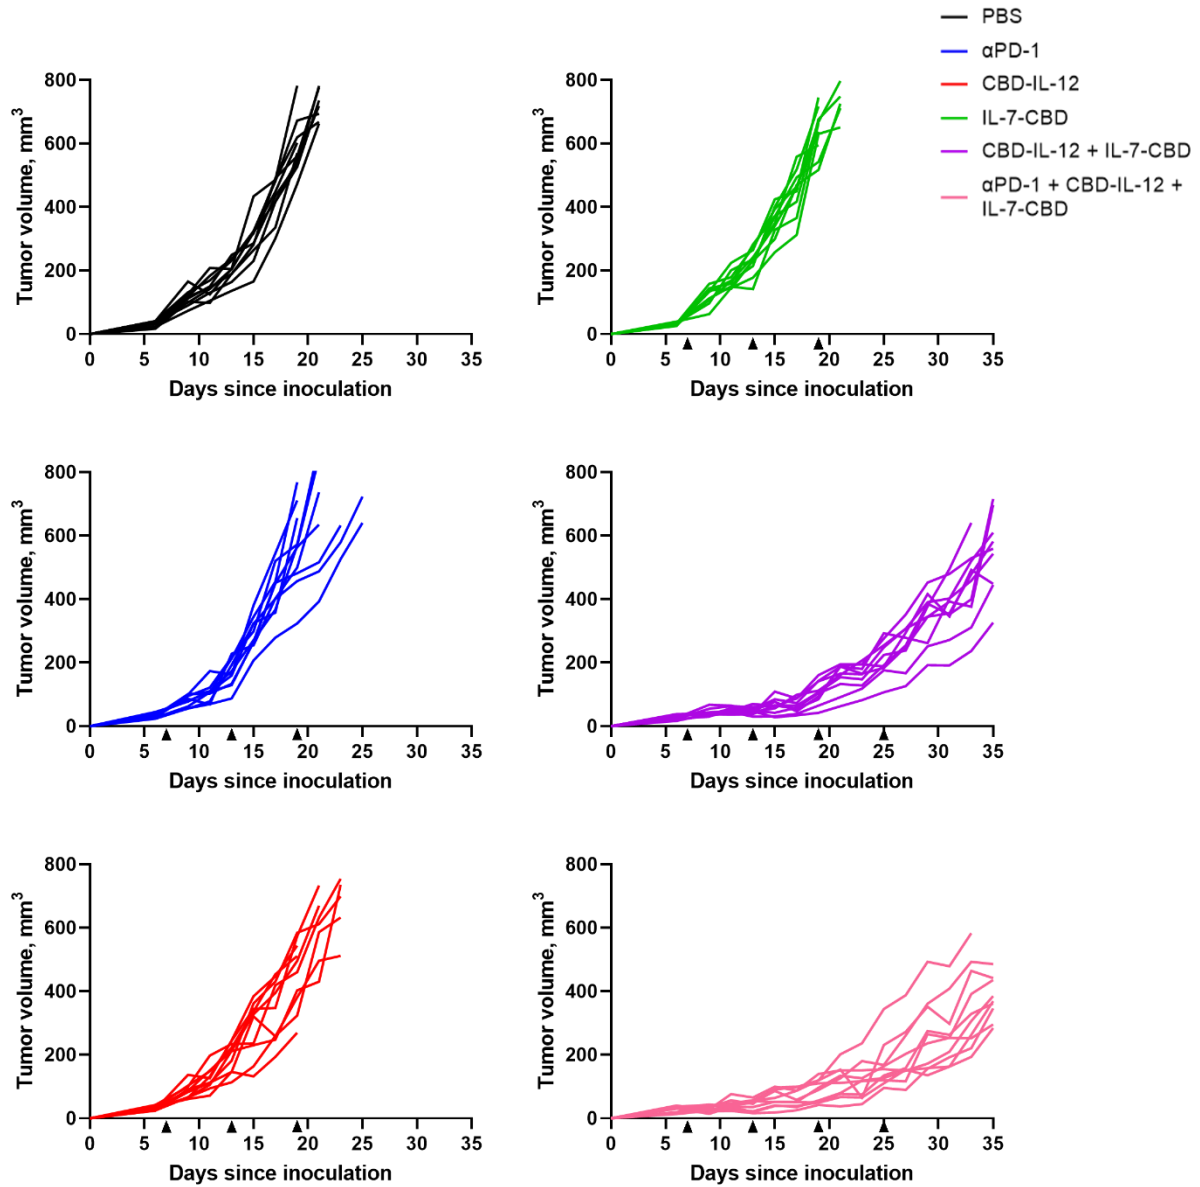 PBS
αPD-1
CBD-IL-12
IL-7-CBD
CBD-IL-12 + IL-7-CBD
αPD-1 + CBD-IL-12 +
IL-7-CBD
Tumor volume, mm³
800
600
400
200
0
0 5 10 15 20 25 30 35
Days since inoculation
Tumor volume, mm³
800
600
400
200
0
0 5 10 15 20 25 30 35
Days since inoculation
Tumor volume, mm³
800
600
400
200
0
0 5 10 15 20 25 30 35
Days since inoculation
Tumor volume, mm³
800
600
400
200
0
0 5 10 15 20 25 30 35
Days since inoculation
Tumor volume, mm³
800
600
400
200
0
0 5 10 15 20 25 30 35
Days since inoculation
Tumor volume, mm³
800
600
400
200
0
0 5 10 15 20 25 30 35
Days since inoculation